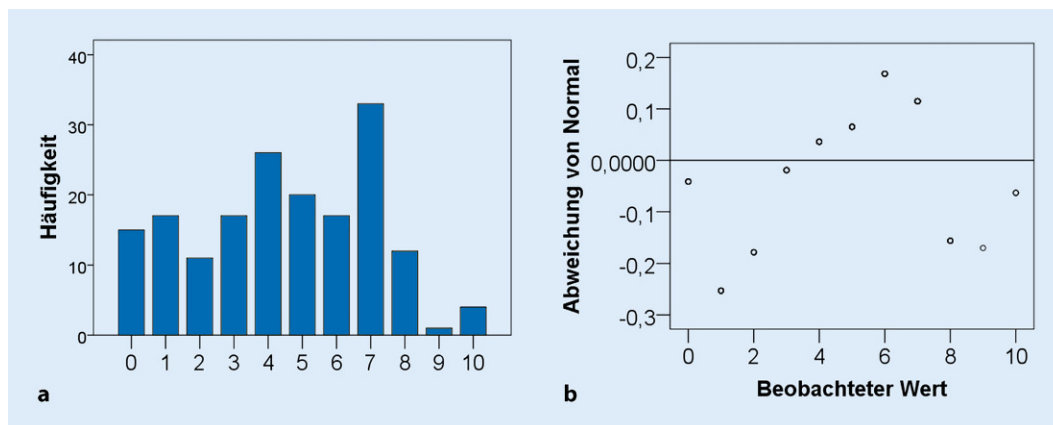 40
30
20
10
0
Häufigkeit
0 1 2 3 4 5 6 7 8 9 10
a
0,2
0,1
0,0000
-0,1
-0,2
-0,3
Abweichung von Normal
0 2 4 6 8 10
Beobachteter Wert
b